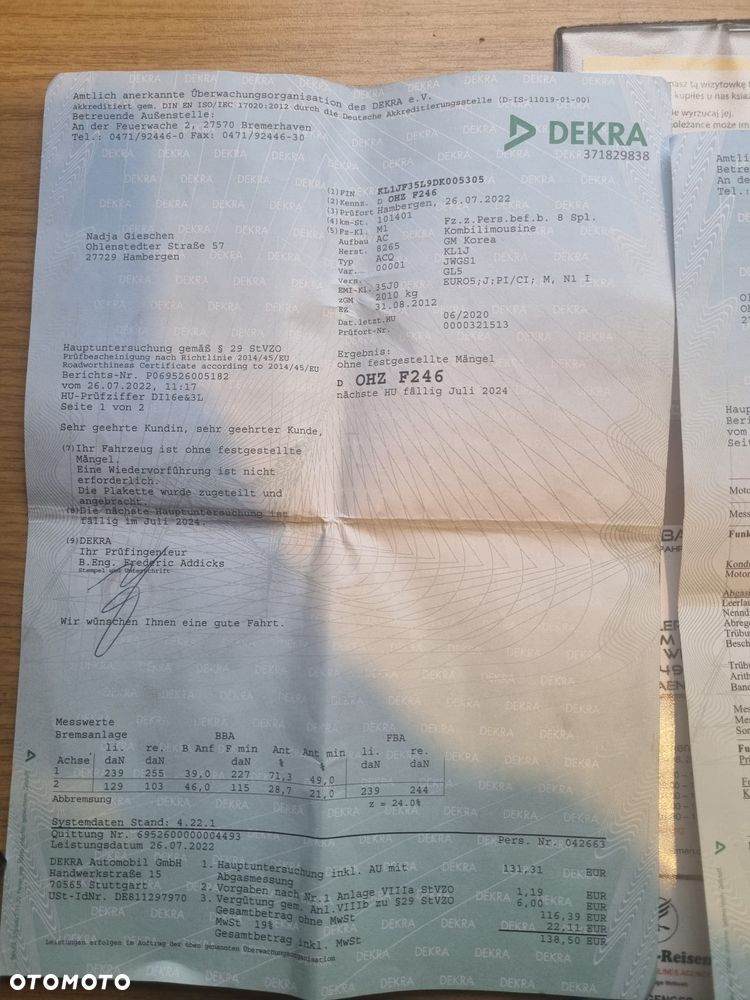 Amtlich anerkannte Überwachungsorganisation des DEKRA e.V.
akkreditiert gem. DIN EN ISO/IEC 17020:2012 durch die Deutsche Akkreditierungsstelle (D-IS-11019-01-00)
Betreuende Außenstelle:
An der Feuerwache 2, 27570 Bremerhaven
Tel.: 0471/92446-0 Fax: 0471/92446-30
DEKRA
371829838
(1) FIN KL1JF35L9DK005305
(2) Kennz. D OHZ F246
(3) Prüfort Hambergen, 26.07.2022
(4) km-St. 101401
(5) Fz-Kl. M1 Fz.z.Pers.bef.b. 8 Spl.
Aufbau AC Kombilimousine
Herst. 8265 GM Korea
Typ ACQ KL1J
Var. 00001 JWGS1
Vers. GL5
EMI-Kl. 35J0 EURO5;J;PI/CI; M, N1 I
zGM 2010 kg
EZ 31.08.2012
Dat.letzt.HU 06/2020
Prüfort-Nr. 0000321513
Nadja Gieschen
Ohlenstedter Straße 57
27729 Hambergen
Hauptuntersuchung gemäß § 29 StVZO
Prüfbescheinigung nach Richtlinie 2014/45/EU
Roadworthiness Certificate according to 2014/45/EU
Berichts-Nr. P069526005182
vom 26.07.2022, 11:17
HU-Prüfziffer DI16e&3L
Seite 1 von 2
Ergebnis:
ohne festgestellte Mängel
D OHZ F246
nächste HU fällig Juli 2024
Sehr geehrte Kundin, sehr geehrter Kunde,
(7) Ihr Fahrzeug ist ohne festgestellte
Mängel.
Eine Wiedervorführung ist nicht
erforderlich.
Die Plakette wurde zugeteilt und
angebracht.
(8) Die nächste Hauptuntersuchung ist
fällig im Juli 2024.
(9) DEKRA
Ihr Prüfingenieur
B.Eng. Frederic Addicks
Stempel und Unterschrift
Wir wünschen Ihnen eine gute Fahrt.
Messwerte
Bremsanlage BBA FBA
li. re. B Anf F min Ant Ant min li. re.
Achse daN daN daN % % daN daN
1 239 255 39,0 227 71,3 49,0
2 129 103 46,0 115 28,7 21,0 239 244
Abbremsung z = 24.0%
Systemdaten Stand: 4.22.1
Quittung Nr. 6952600000004493 Pers. Nr. 042663
Leistungsdatum 26.07.2022
DEKRA Automobil GmbH
Handwerkstraße 15
70565 Stuttgart
USt-IdNr. DE811297970
1. Hauptuntersuchung inkl. AU mit 131,31 EUR
Abgasmessung
2. Vorgaben nach Nr.1 Anlage VIIIa StVZO 1,19 EUR
3. Vergütung gem. Anl.VIIIb zu §29 StVZO 6,00 EUR
Gesamtbetrag ohne MwSt 116,39 EUR
MwSt 19% 22,11 EUR
Gesamtbetrag inkl. MwSt 138,50 EUR
Leistungen erfolgen im Auftrag der oben genannten Überwachungsorganisation
OTOMOTO